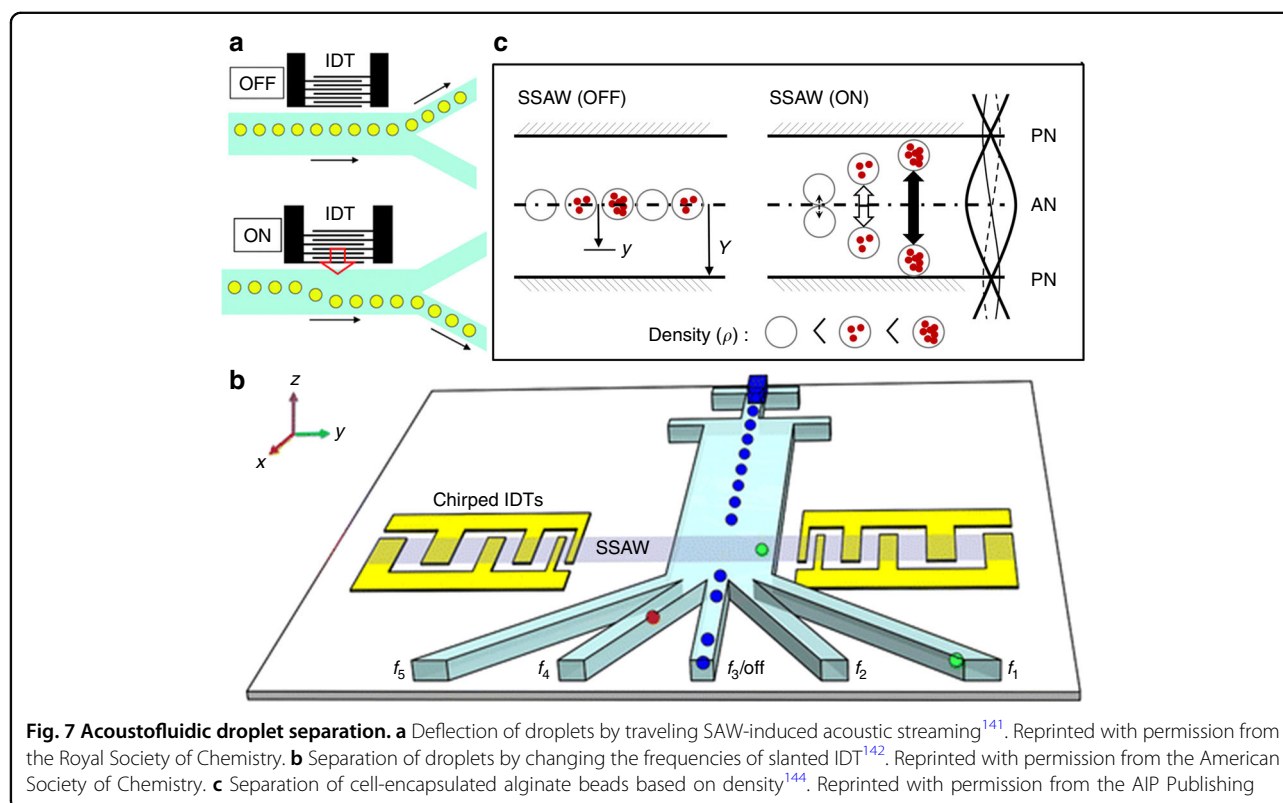 a
IDT
OFF
IDT
ON
c
SSAW (OFF)
SSAW (ON)
PN
AN
PN
y
Y
Density (ρ) : < <
b
z
y
x
Chirped IDTs
SSAW
f5 f4 f3/off f2 f1
Fig. 7 Acoustofluidic droplet separation. a Deflection of droplets by traveling SAW-induced acoustic streaming141. Reprinted with permission from
the Royal Society of Chemistry. b Separation of droplets by changing the frequencies of slanted IDT142. Reprinted with permission from the American
Society of Chemistry. c Separation of cell-encapsulated alginate beads based on density144. Reprinted with permission from the AIP Publishing